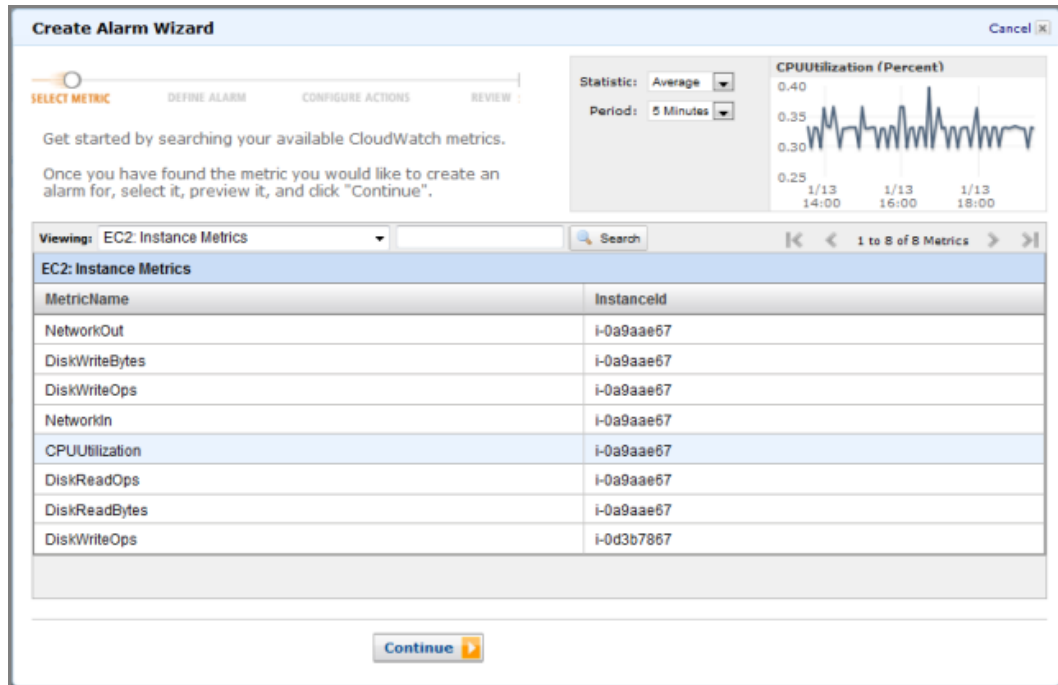 Create Alarm Wizard
Cancel
SELECT METRIC DEFINE ALARM CONFIGURE ACTIONS REVIEW
Get started by searching your available CloudWatch metrics.
Once you have found the metric you would like to create an
alarm for, select it, preview it, and click "Continue".
Statistic: Average
Period: 5 Minutes
CPUUtilization (Percent)
0.40
0.35
0.30
0.25
1/13 1/13 1/13
14:00 16:00 18:00
Viewing: EC2: Instance Metrics Search 1 to 8 of 8 Metrics
EC2: Instance Metrics
MetricName InstanceId
NetworkOut i-0a9aae67
DiskWriteBytes i-0a9aae67
DiskWriteOps i-0a9aae67
NetworkIn i-0a9aae67
CPUUtilization i-0a9aae67
DiskReadOps i-0a9aae67
DiskReadBytes i-0a9aae67
DiskWriteOps i-0d3b7867
Continue